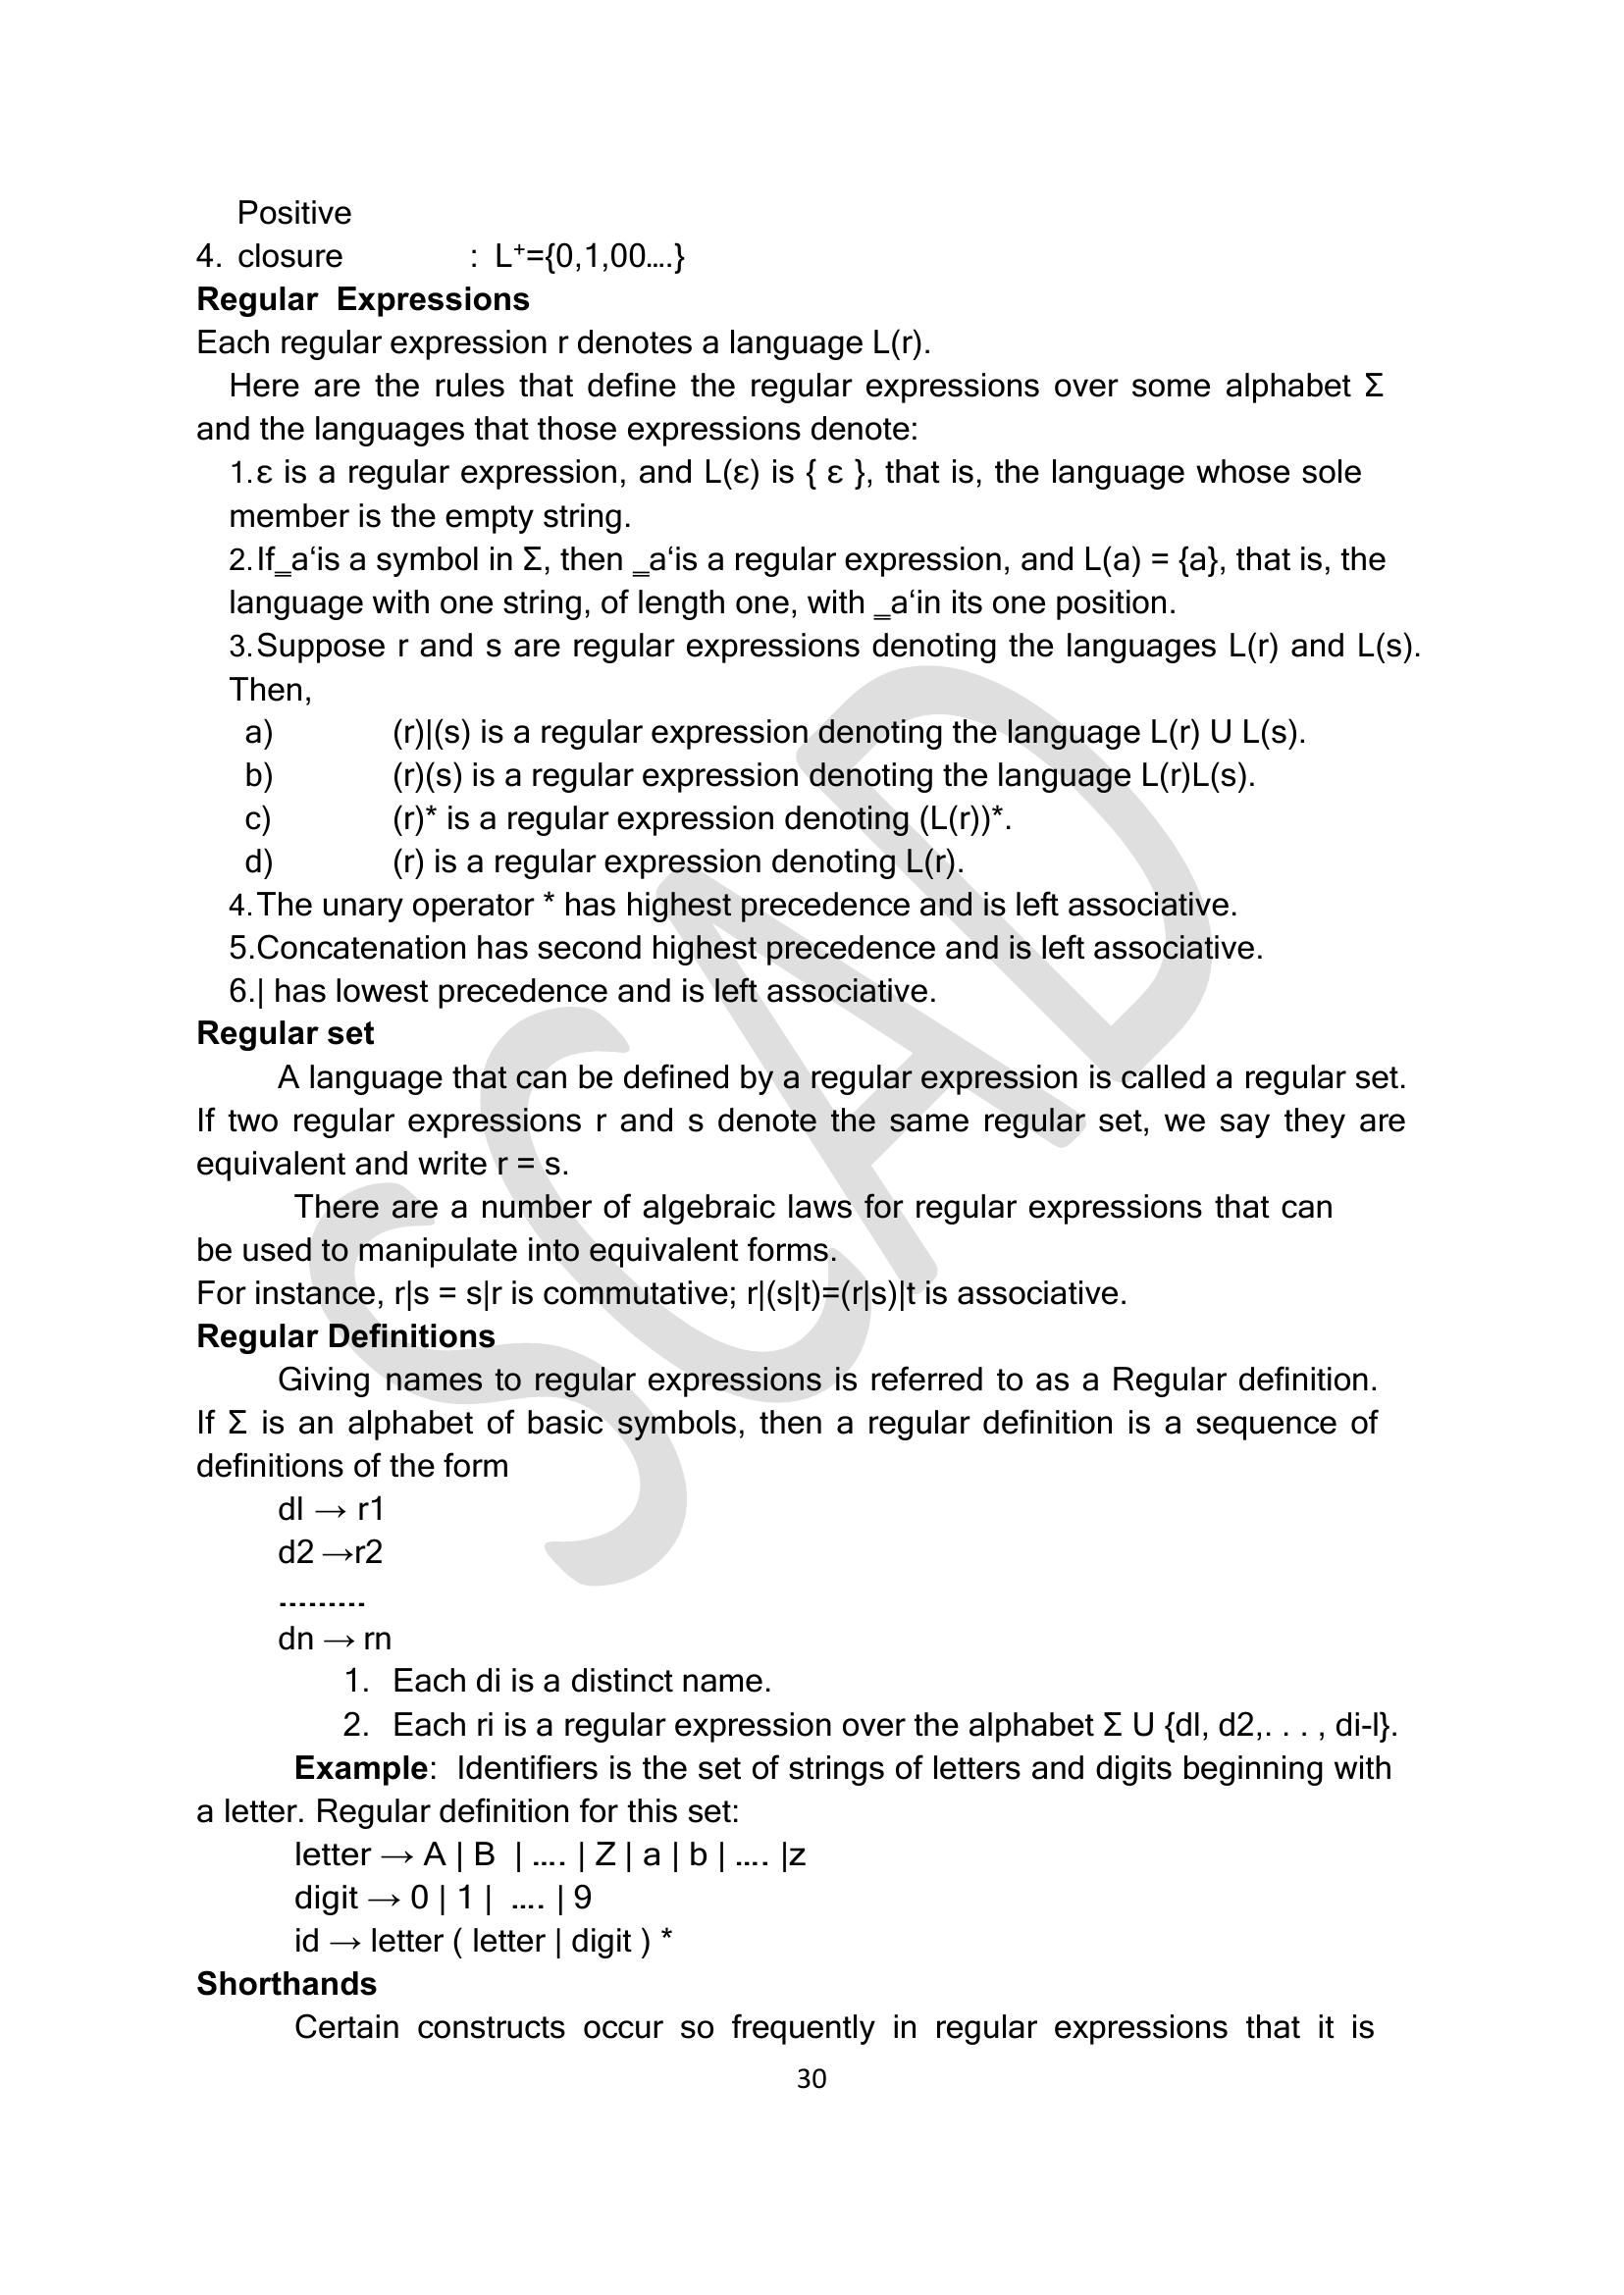 Positive
4. closure : L⁺={0,1,00….}
Regular Expressions
Each regular expression r denotes a language L(r).
Here are the rules that define the regular expressions over some alphabet Σ
and the languages that those expressions denote:
1.ε is a regular expression, and L(ε) is { ε }, that is, the language whose sole
member is the empty string.
2.If‗a‘is a symbol in Σ, then ‗a‘is a regular expression, and L(a) = {a}, that is, the
language with one string, of length one, with ‗a‘in its one position.
3.Suppose r and s are regular expressions denoting the languages L(r) and L(s).
Then,
a) (r)|(s) is a regular expression denoting the language L(r) U L(s).
b) (r)(s) is a regular expression denoting the language L(r)L(s).
c) (r)* is a regular expression denoting (L(r))*.
d) (r) is a regular expression denoting L(r).
4.The unary operator * has highest precedence and is left associative.
5.Concatenation has second highest precedence and is left associative.
6.| has lowest precedence and is left associative.
Regular set
A language that can be defined by a regular expression is called a regular set.
If two regular expressions r and s denote the same regular set, we say they are
equivalent and write r = s.
There are a number of algebraic laws for regular expressions that can
be used to manipulate into equivalent forms.
For instance, r|s = s|r is commutative; r|(s|t)=(r|s)|t is associative.
Regular Definitions
Giving names to regular expressions is referred to as a Regular definition.
If Σ is an alphabet of basic symbols, then a regular definition is a sequence of
definitions of the form
dl → r1
d2 →r2
………
dn → rn
1. Each di is a distinct name.
2. Each ri is a regular expression over the alphabet Σ U {dl, d2,. . . , di-l}.
Example: Identifiers is the set of strings of letters and digits beginning with
a letter. Regular definition for this set:
letter → A | B | …. | Z | a | b | …. |z
digit → 0 | 1 | …. | 9
id → letter ( letter | digit ) *
Shorthands
Certain constructs occur so frequently in regular expressions that it is
30
SCAD